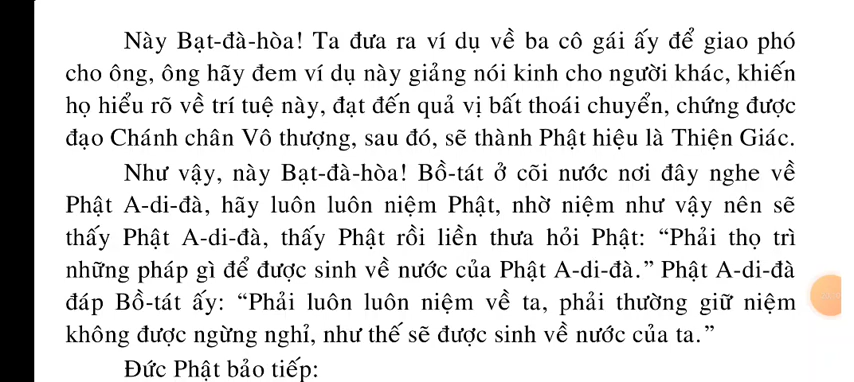 Này Bạt-đà-hòa! Ta đưa ra ví dụ về ba cô gái ấy để giao phó
cho ông, ông hãy đem ví dụ này giảng nói kinh cho người khác, khiến
họ hiểu rõ về trí tuệ này, đạt đến quả vị bất thoái chuyển, chứng được
đạo Chánh chân Vô thượng, sau đó, sẽ thành Phật hiệu là Thiện Giác.
Như vậy, này Bạt-đà-hòa! Bồ-tát ở cõi nước nơi đây nghe về
Phật A-di-đà, hãy luôn luôn niệm Phật, nhờ niệm như vậy nên sẽ
thấy Phật A-di-đà, thấy Phật rồi liền thưa hỏi Phật: “Phải thọ trì
những pháp gì để được sinh về nước của Phật A-di-đà.” Phật A-di-đà
đáp Bồ-tát ấy: “Phải luôn luôn niệm về ta, phải thường giữ niệm
không được ngừng nghỉ, như thế sẽ được sinh về nước của ta.”
Đức Phật bảo tiếp: